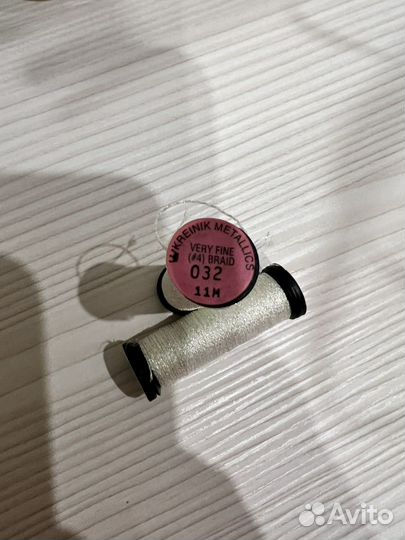 KREINIK METALLICS
VERY FINE
(#4) BRAID
032
11M
Avito